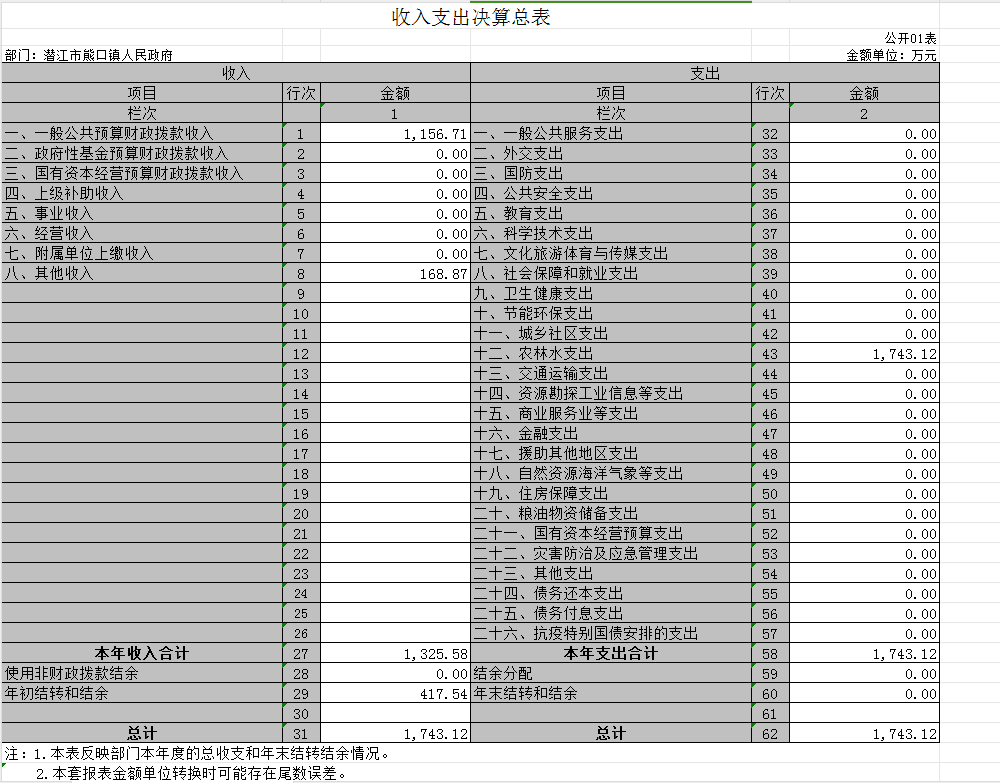 收入支出决算总表
公开01表
部门：潜江市熊口镇人民政府 金额单位：万元
收入 支出
项目 行次 金额 项目 行次 金额
栏次 1 栏次 2
一、一般公共预算财政拨款收入 1 1,156.71 一、一般公共服务支出 32 0.00
二、政府性基金预算财政拨款收入 2 0.00 二、外交支出 33 0.00
三、国有资本经营预算财政拨款收入 3 0.00 三、国防支出 34 0.00
四、上级补助收入 4 0.00 四、公共安全支出 35 0.00
五、事业收入 5 0.00 五、教育支出 36 0.00
六、经营收入 6 0.00 六、科学技术支出 37 0.00
七、附属单位上缴收入 7 0.00 七、文化旅游体育与传媒支出 38 0.00
八、其他收入 8 168.87 八、社会保障和就业支出 39 0.00
9 九、卫生健康支出 40 0.00
10 十、节能环保支出 41 0.00
11 十一、城乡社区支出 42 0.00
12 十二、农林水支出 43 1,743.12
13 十三、交通运输支出 44 0.00
14 十四、资源勘探工业信息等支出 45 0.00
15 十五、商业服务业等支出 46 0.00
16 十六、金融支出 47 0.00
17 十七、援助其他地区支出 48 0.00
18 十八、自然资源海洋气象等支出 49 0.00
19 十九、住房保障支出 50 0.00
20 二十、粮油物资储备支出 51 0.00
21 二十一、国有资本经营预算支出 52 0.00
22 二十二、灾害防治及应急管理支出 53 0.00
23 二十三、其他支出 54 0.00
24 二十四、债务还本支出 55 0.00
25 二十五、债务付息支出 56 0.00
26 二十六、抗疫特别国债安排的支出 57 0.00
本年收入合计 27 1,325.58 本年支出合计 58 1,743.12
使用非财政拨款结余 28 0.00 结余分配 59 0.00
年初结转和结余 29 417.54 年末结转和结余 60 0.00
30 61
总计 31 1,743.12 总计 62 1,743.12
注：1.本表反映部门本年度的总收支和年末结转结余情况。
2.本套报表金额单位转换时可能存在尾数误差。